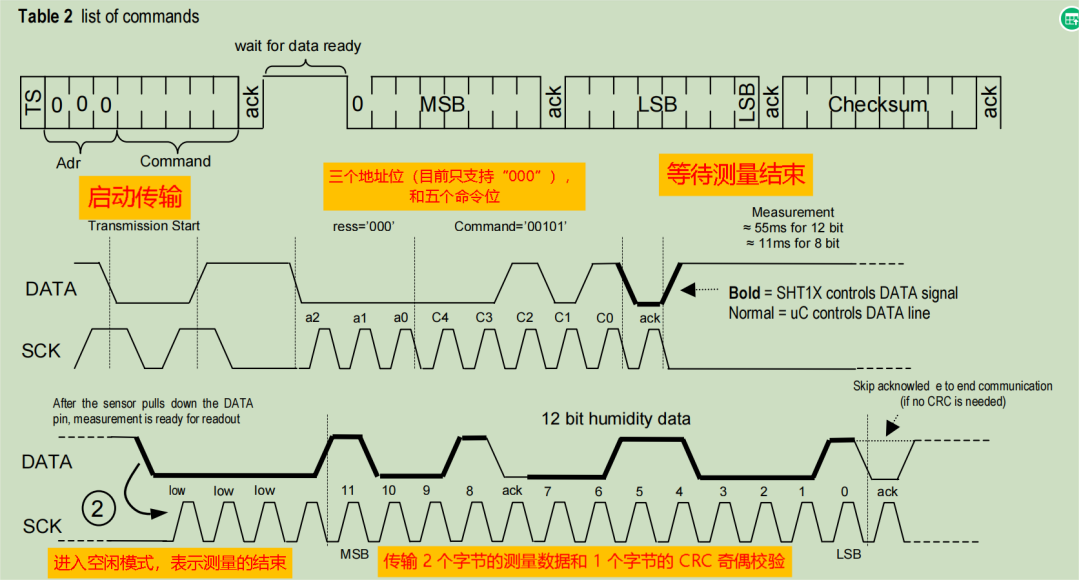 Table 2 list of commands
wait for data ready
TS 0 0 0 ack 0 MSB ack LSB LSB ack Checksum ack
Adr Command
启动传输
三个地址位（目前只支持“000”），
和五个命令位
等待测量结束
Transmission Start ress='000' Command='00101'
Measurement
≈ 55ms for 12 bit
≈ 11ms for 8 bit
DATA
Bold = SHT1X controls DATA signal
Normal = uC controls DATA line
a2 a1 a0 C4 C3 C2 C1 C0 ack
SCK
After the sensor pulls down the DATA
pin, measurement is ready for readout
12 bit humidity data
Skip acknowled e to end communication
(if no CRC is needed)
DATA
low low low 11 10 9 8 ack 7 6 5 4 3 2 1 0 ack
2
SCK
MSB LSB
进入空闲模式，表示测量的结束
传输 2 个字节的测量数据和 1 个字节的 CRC 奇偶校验